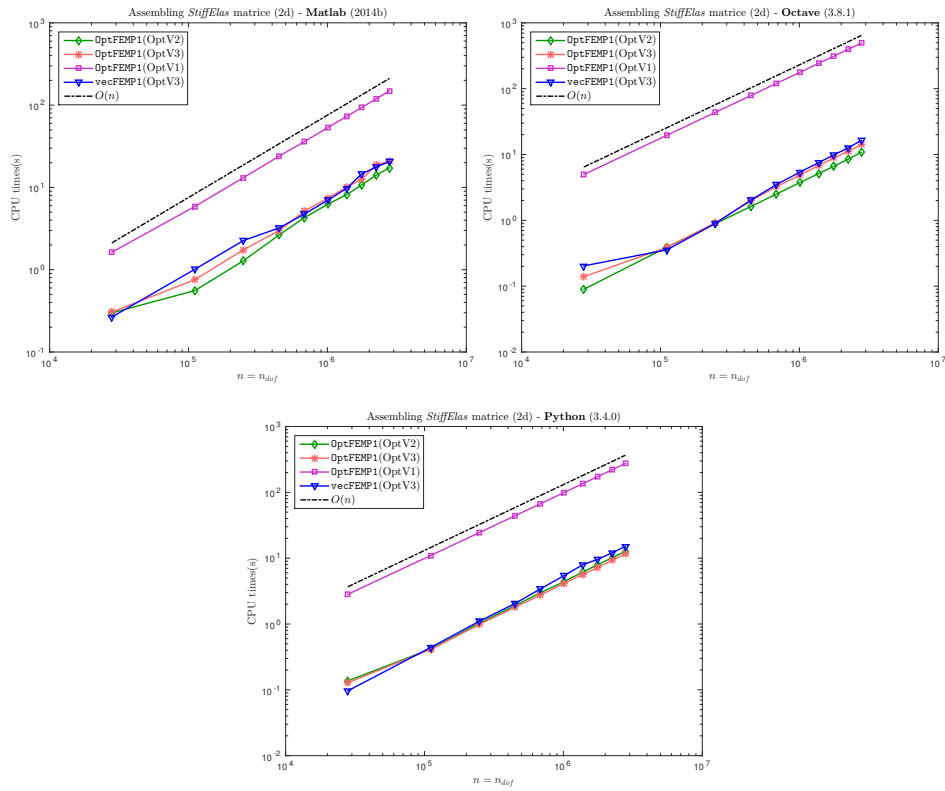 Assembling StiffElas matrice (2d) - Matlab (2014b)
OptFEMP1(OptV2)
OptFEMP1(OptV3)
OptFEMP1(OptV1)
vecFEMP1(OptV3)
O(n)
CPU times(s)
10^3
10^2
10^1
10^0
10^-1
10^4
10^5
10^6
10^7
n = n_dof
Assembling StiffElas matrice (2d) - Octave (3.8.1)
OptFEMP1(OptV2)
OptFEMP1(OptV3)
OptFEMP1(OptV1)
vecFEMP1(OptV3)
O(n)
CPU times(s)
10^3
10^2
10^1
10^0
10^-1
10^-2
10^4
10^5
10^6
10^7
n = n_dof
Assembling StiffElas matrice (2d) - Python (3.4.0)
OptFEMP1(OptV2)
OptFEMP1(OptV3)
OptFEMP1(OptV1)
vecFEMP1(OptV3)
O(n)
CPU times(s)
10^3
10^2
10^1
10^0
10^-1
10^-2
10^4
10^5
10^6
10^7
n = n_dof